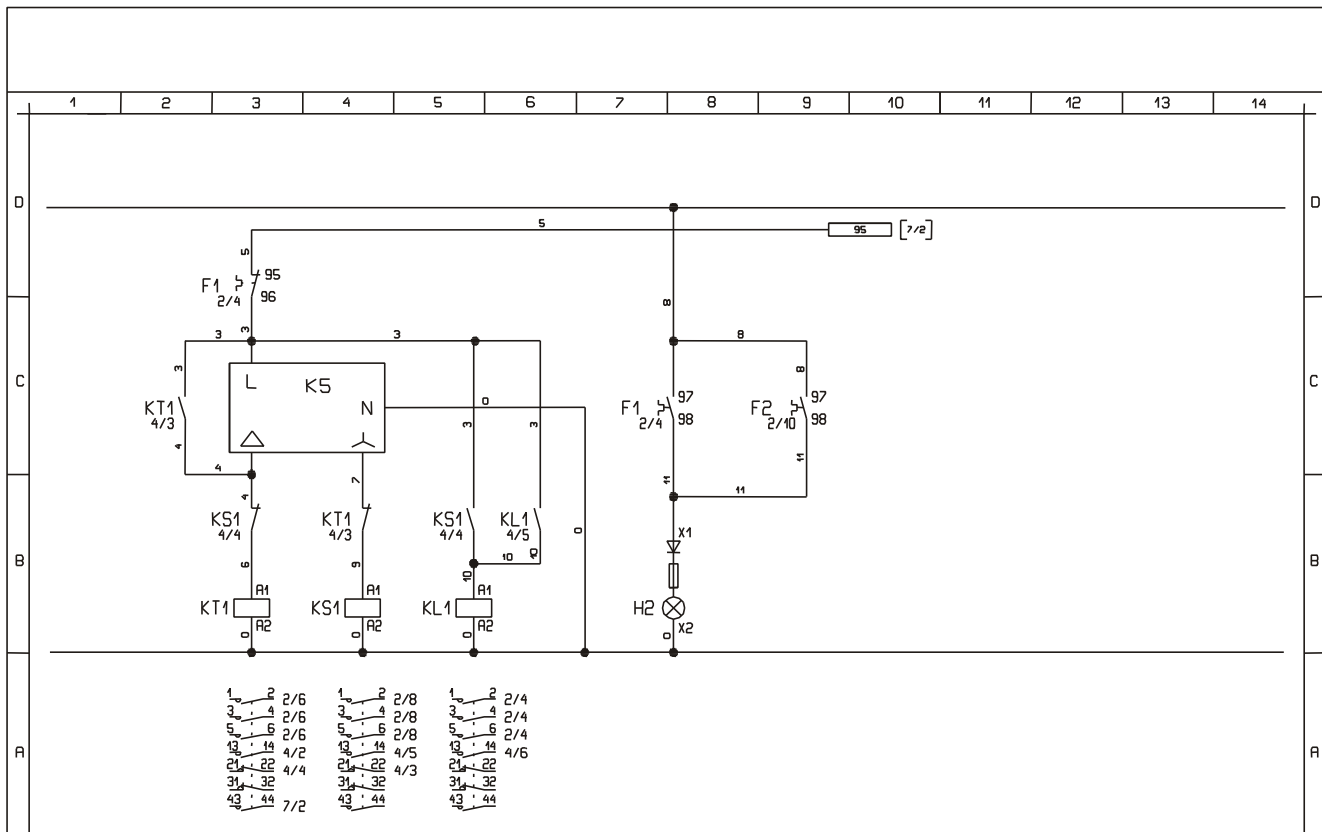 1 2 3 4 5 6 7 8 9 10 11 12 13 14
D D
5 95 [7/2]
5
F1 95
2/4 96
8
3
3 3 8
3 8
C L K5 C
KT1 N 0 F1 97 F2 97
4/3 2/4 98 2/10 98
3 3
4
4 7 11 11
4 11
KS1 KT1 KS1 KL1
4/4 4/3 4/4 4/5
0
X1
B 6 9 10 10 B
10
A1 A1 A1
KT1 KS1 KL1 H2
A2 A2 A2 X2
0 0 0 0
1 2 2/6 1 2 2/8 1 2 2/4
3 4 2/6 3 4 2/8 3 4 2/4
5 6 2/6 5 6 2/8 5 6 2/4
A 13 14 4/2 13 14 4/5 13 14 4/6 A
21 22 4/4 21 22 4/3 21 22
31 32 31 32 31 32
43 44 7/2 43 44 43 44